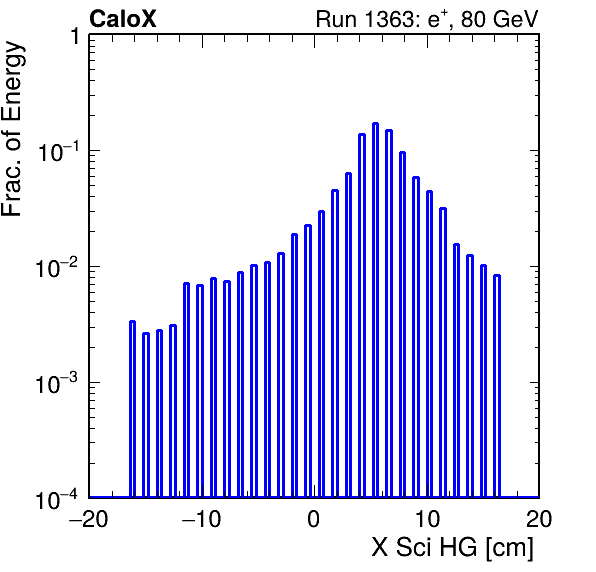 CaloX
Run 1363: e⁺, 80 GeV
Frac. of Energy
1
10⁻¹
10⁻²
10⁻³
10⁻⁴
−20
−10
0
10
20
X Sci HG [cm]